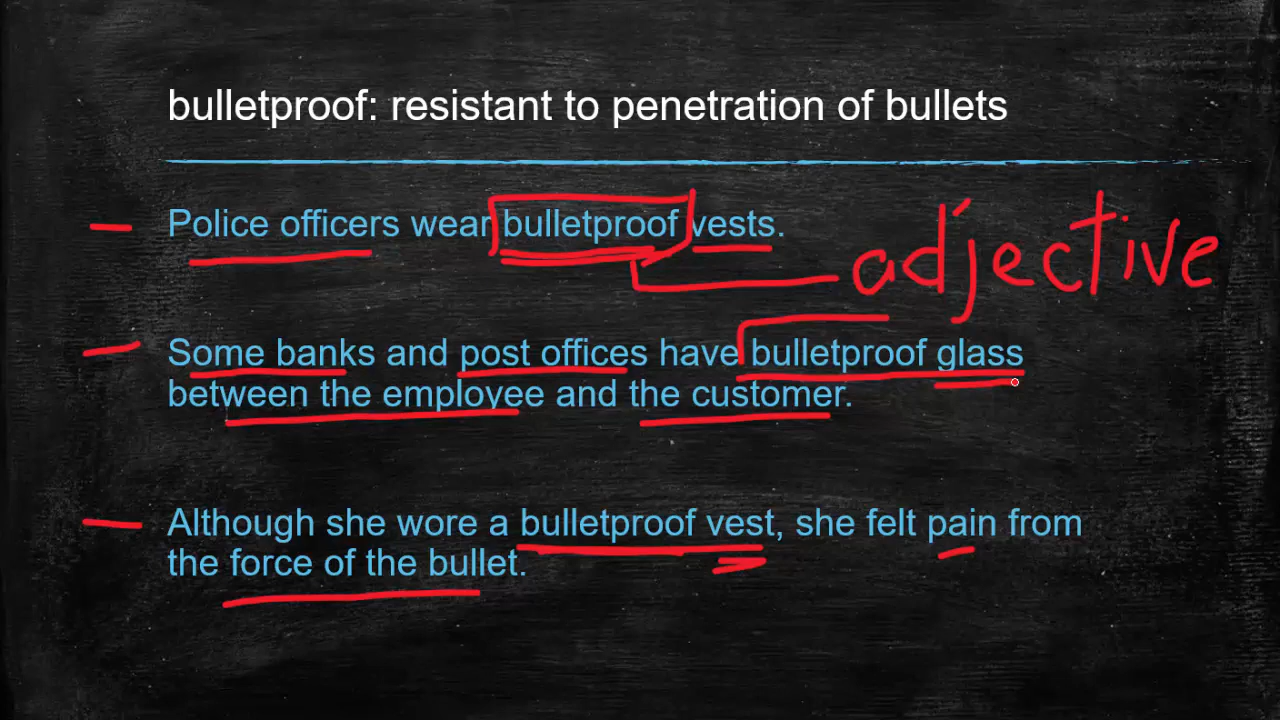 bulletproof: resistant to penetration of bullets
Police officers wear bulletproof vests.
adjective
Some banks and post offices have bulletproof glass
between the employee and the customer.
Although she wore a bulletproof vest, she felt pain from
the force of the bullet.